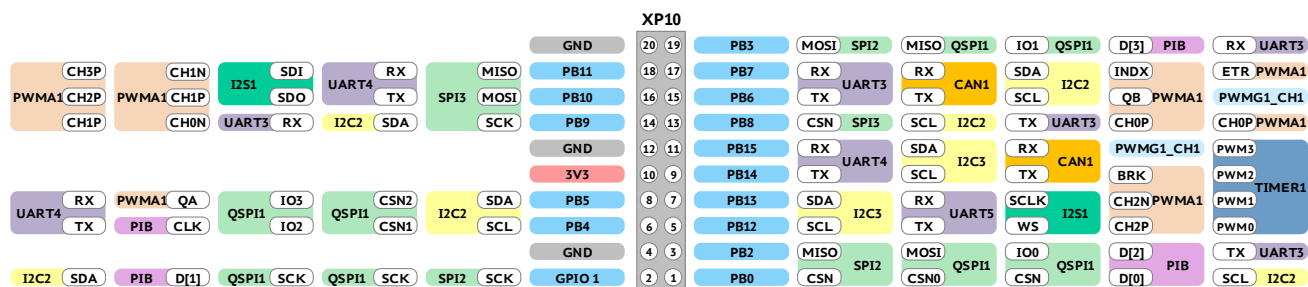 XP10
GND 20 19 PB3 MOSI SPI2 MISO QSPI1 IO1 QSPI1 D[3] PIB RX UART3
CH3P CH1N SDI RX MISO PB11 18 17 PB7 RX RX SDA INDX ETR PWMA1
I2S1 UART4 UART3 CAN1 I2C2
PWMA1 CH2P PWMA1 CH1P SDO TX SPI3 MOSI PB10 16 15 PB6 TX TX SCL QB PWMA1 PWMG1_CH1
CH1P CH0N UART3 RX I2C2 SDA SCK PB9 14 13 PB8 CSN SPI3 SCL I2C2 TX UART3 CH0P CH0P PWMA1
GND 12 11 PB15 RX SDA RX PWMG1_CH1 PWM3
UART4 I2C3 CAN1
3V3 10 9 PB14 TX SCL TX BRK PWM2
TIMER1
RX PWMA1 QA IO3 CSN2 SDA PB5 8 7 PB13 SDA RX SCLK CH2N PWMA1 PWM1
UART4 QSPI1 QSPI1 I2C2 I2C3 UART5 I2S1
TX PIB CLK IO2 CSN1 SCL PB4 6 5 PB12 SCL TX WS CH2P PWM0
GND 4 3 PB2 MISO MOSI IO0 D[2] TX UART3
SPI2 QSPI1 QSPI1 PIB
I2C2 SDA PIB D[1] QSPI1 SCK QSPI1 SCK SPI2 SCK GPIO 1 2 1 PB0 CSN CSN0 CSN D[0] SCL I2C2